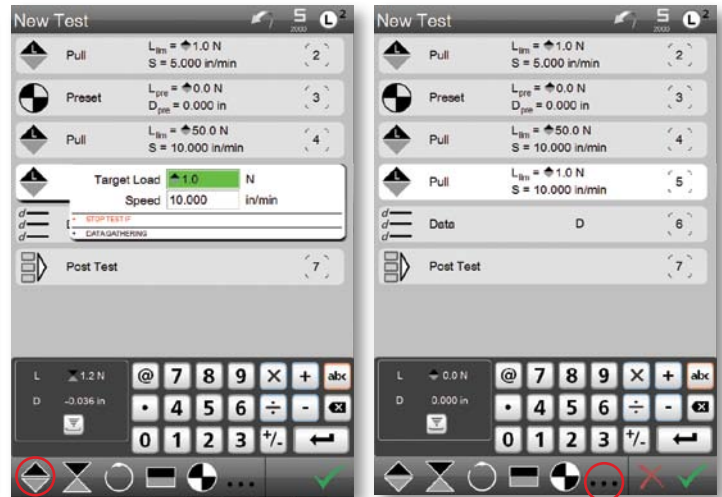 New Test
S
2000
L 2
L
Pull
Llim = 1.0 N
S = 5.000 in/min
2
Preset
Lpre = 0.0 N
Dpre = 0.000 in
3
L
Pull
Llim = 50.0 N
S = 10.000 in/min
4
L
Target Load 1.0 N
Speed 10.000 in/min
• STOP TEST IF
• DATA GATHERING
d
d
d
Post Test
7
L 1.2 N
D -0.036 in
@ 7 8 9 × + abc
• 4 5 6 ÷ -
0 1 2 3 +/-
...
New Test
S
2000
L 2
L
Pull
Llim = 1.0 N
S = 5.000 in/min
2
Preset
Lpre = 0.0 N
Dpre = 0.000 in
3
L
Pull
Llim = 50.0 N
S = 10.000 in/min
4
L
Pull
Llim = 1.0 N
S = 10.000 in/min
5
d
d
d
Data
D
6
Post Test
7
L 0.0 N
D 0.000 in
@ 7 8 9 × + abc
• 4 5 6 ÷ -
0 1 2 3 +/-
...